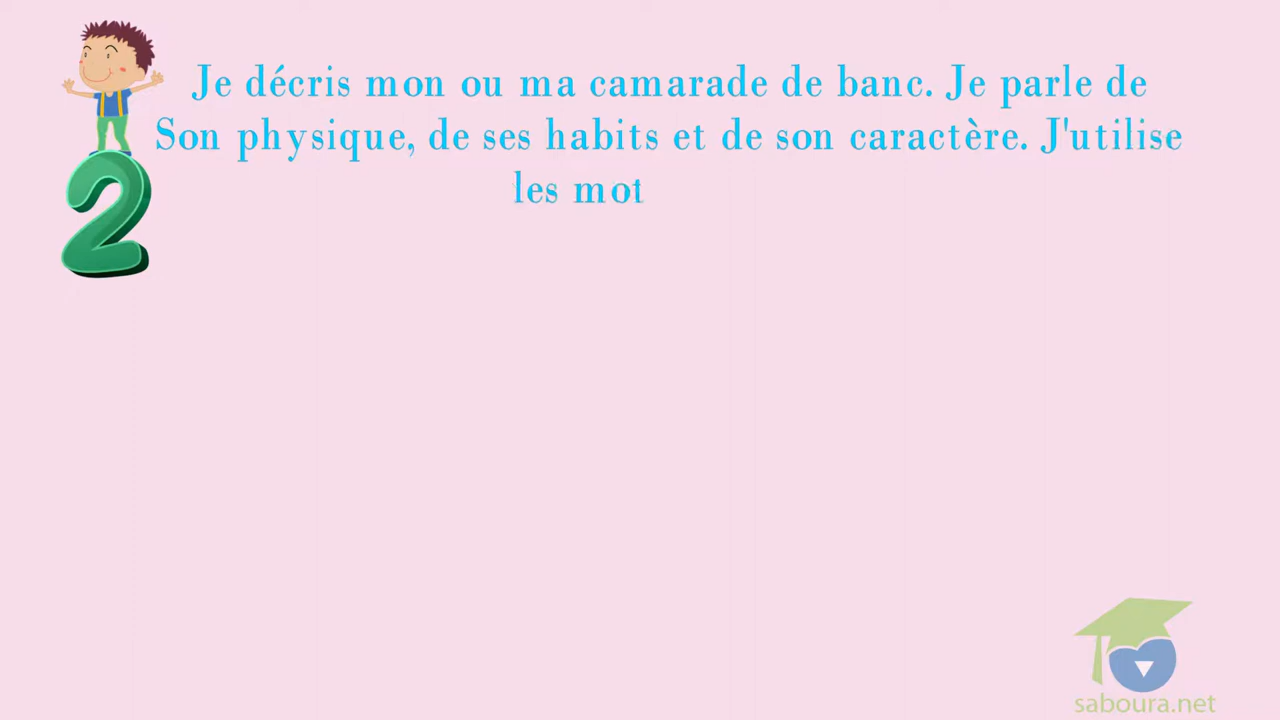 Je décris mon ou ma camarade de banc. Je parle de
Son physique, de ses habits et de son caractère. J'utilise
les mot
2
saboura.net